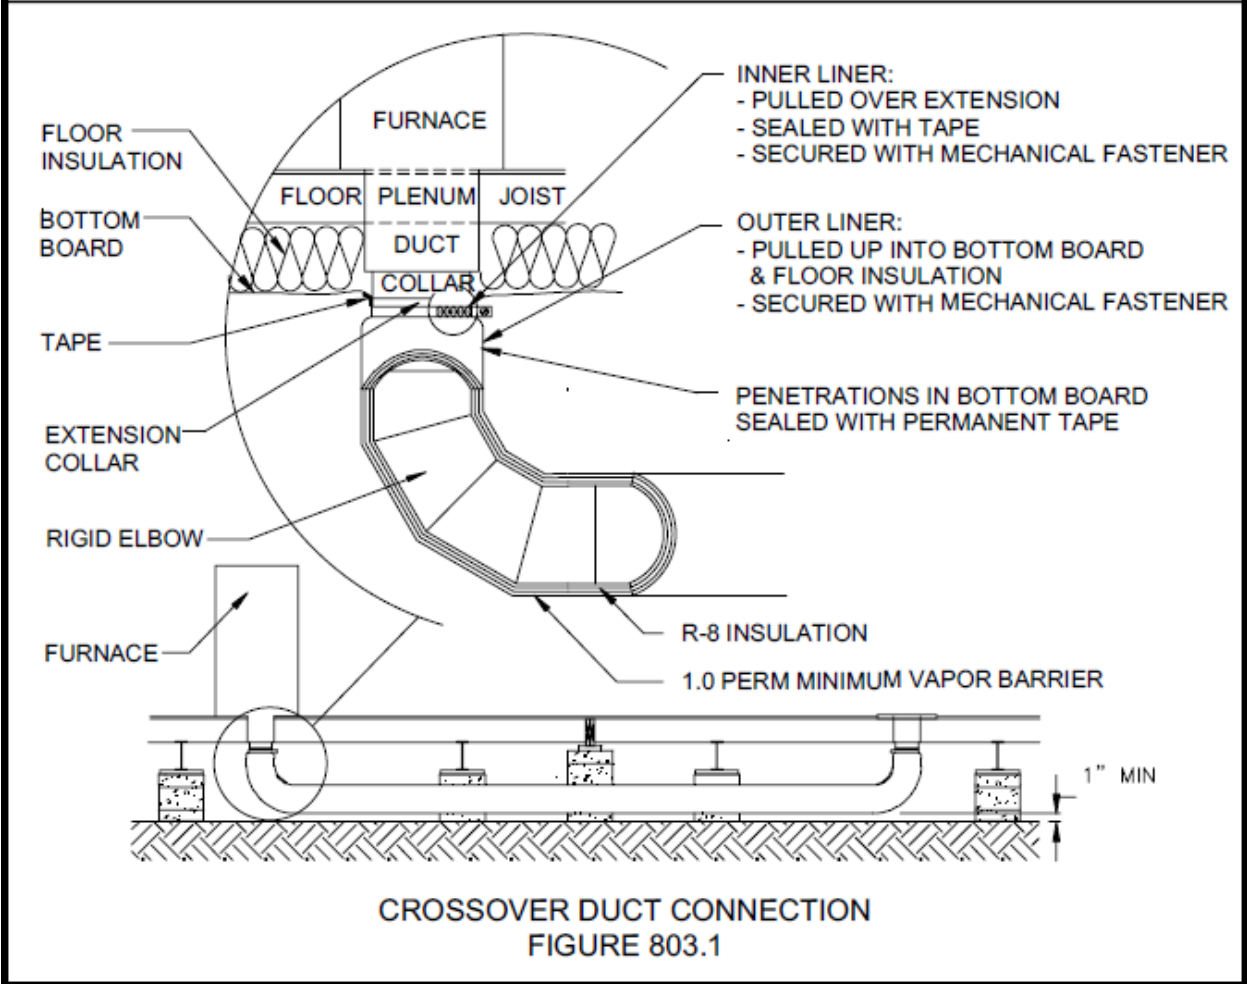 INNER LINER:
- PULLED OVER EXTENSION
- SEALED WITH TAPE
- SECURED WITH MECHANICAL FASTENER
FURNACE
FLOOR
INSULATION
FLOOR PLENUM JOIST
BOTTOM
BOARD
DUCT
COLLAR
OUTER LINER:
- PULLED UP INTO BOTTOM BOARD
& FLOOR INSULATION
- SECURED WITH MECHANICAL FASTENER
TAPE
PENETRATIONS IN BOTTOM BOARD
SEALED WITH PERMANENT TAPE
EXTENSION
COLLAR
RIGID ELBOW
R-8 INSULATION
FURNACE
1.0 PERM MINIMUM VAPOR BARRIER
1" MIN
CROSSOVER DUCT CONNECTION
FIGURE 803.1